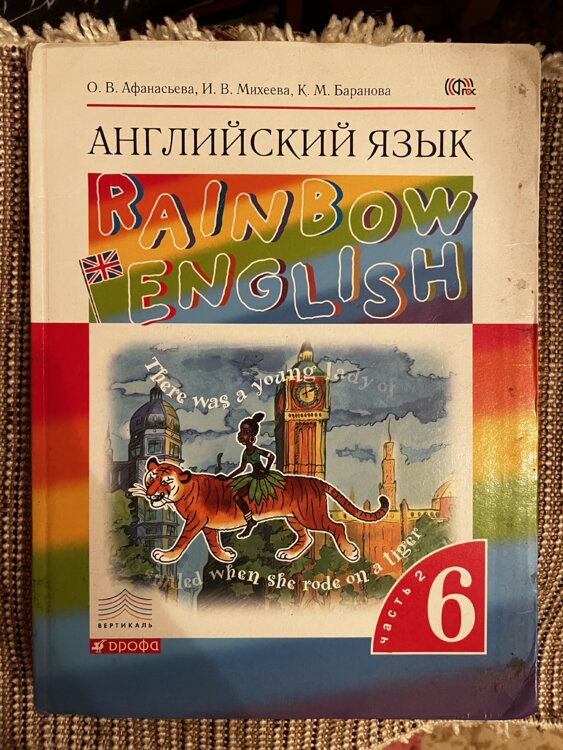 О. В. Афанасьева, И. В. Михеева, К. М. Баранова
ФГОС
АНГЛИЙСКИЙ ЯЗЫК
RAINBOW
ENGLISH
There was a young lady of
smiled when she rode on a tiger
часть 2
6
ВЕРТИКАЛЬ
дрофа